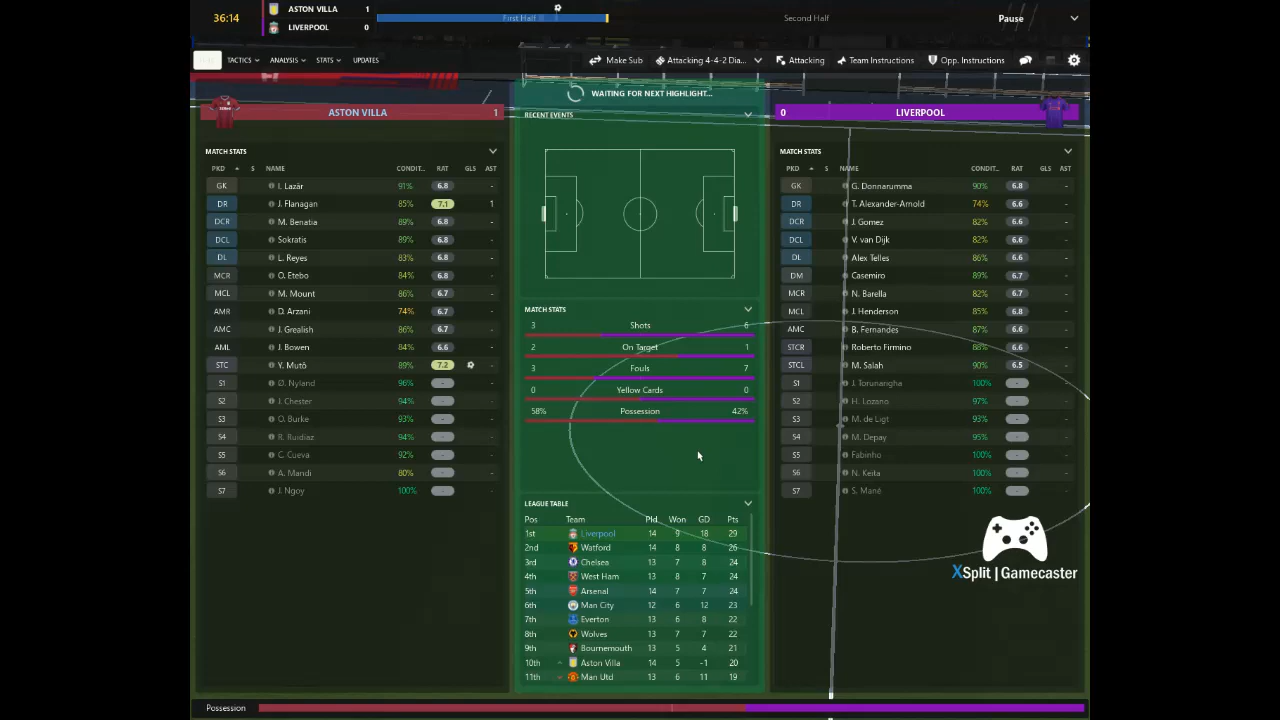 36:14
ASTON VILLA 1
LIVERPOOL 0
First Half
Second Half
Pause
TACTICS
ANALYSIS
STATS
UPDATES
Make Sub
Attacking 4-4-2 Dia...
Attacking
Team Instructions
Opp. Instructions
ASTON VILLA 1
MATCH STATS
PKD S NAME CONDIT... RAT GLS AST
GK I. Lazăr 91% 6.8 -
DR J. Flanagan 85% 7.1 1
DCR M. Benatia 89% 6.8 -
DCL Sokratis 89% 6.8 -
DL L. Reyes 83% 6.8 -
MCR O. Etebo 84% 6.8 -
MCL M. Mount 86% 6.7 -
AMR D. Arzani 74% 6.7 -
AMC J. Grealish 86% 6.7 -
AML J. Bowen 84% 6.6 -
STC Y. Mutō 89% 7.2 -
S1 Ø. Nyland 96% - -
S2 J. Chester 94% - -
S3 O. Burke 93% - -
S4 R. Ruidíaz 94% - -
S5 C. Cueva 92% - -
S6 A. Mandi 80% - -
S7 J. Ngoy 100% - -
WAITING FOR NEXT HIGHLIGHT...
RECENT EVENTS
MATCH STATS
3 Shots 6
2 On Target 1
3 Fouls 7
0 Yellow Cards 0
58% Possession 42%
LEAGUE TABLE
Pos Team Pld Won GD Pts
1st Liverpool 14 9 18 29
2nd Watford 14 8 8 26
3rd Chelsea 13 7 8 24
4th West Ham 13 8 7 24
5th Arsenal 14 7 7 24
6th Man City 12 6 12 23
7th Everton 13 6 8 22
8th Wolves 13 7 7 22
9th Bournemouth 13 5 4 21
10th Aston Villa 14 5 -1 20
11th Man Utd 13 6 11 19
0 LIVERPOOL
MATCH STATS
PKD S NAME CONDIT... RAT GLS AST
GK G. Donnarumma 90% 6.8 -
DR T. Alexander-Arnold 74% 6.6 -
DCR J. Gomez 82% 6.6 -
DCL V. van Dijk 82% 6.6 -
DL Alex Telles 86% 6.6 -
DM Casemiro 89% 6.7 -
MCR N. Barella 82% 6.7 -
MCL J. Henderson 85% 6.8 -
AMC B. Fernandes 87% 6.6 -
STCR Roberto Firmino 88% 6.6 -
STCL M. Salah 90% 6.5 -
S1 J. Torunarigha 100% - -
S2 H. Lozano 97% - -
S3 M. de Ligt 93% - -
S4 M. Depay 95% - -
S5 Fabinho 100% - -
S6 N. Keïta 100% - -
S7 S. Mané 100% - -
XSplit | Gamecaster
Possession